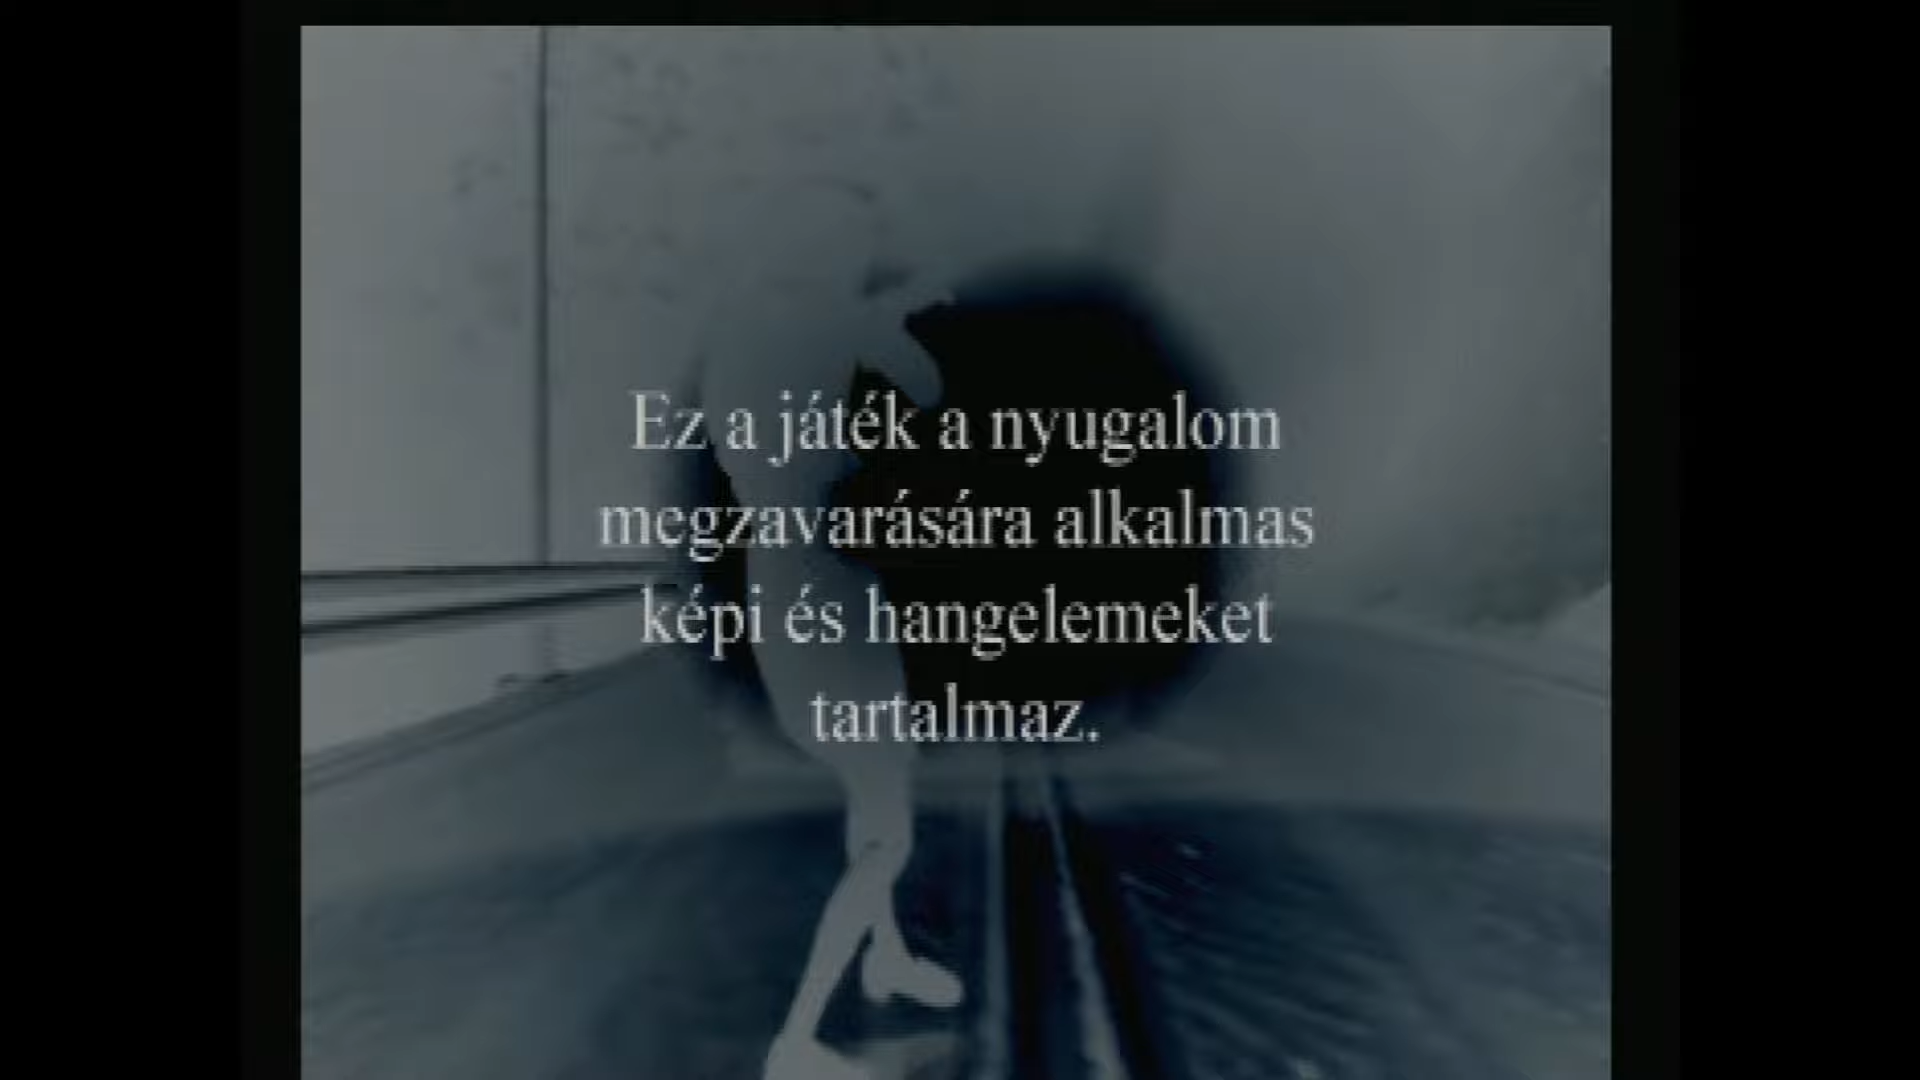 Ez a játék a nyugalom
megzavarására alkalmas
képi és hangelemeket
tartalmaz.